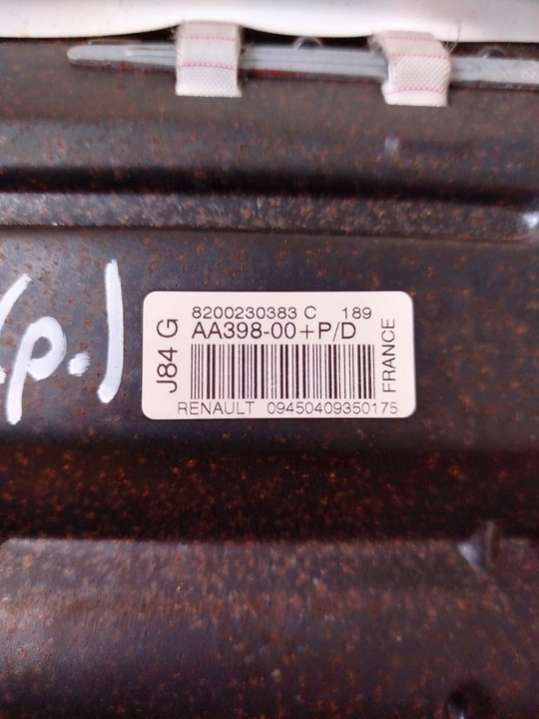 .p.)
J84 G
8200230383 C 189
AA398-00+P/D
RENAULT 09450409350175
FRANCE